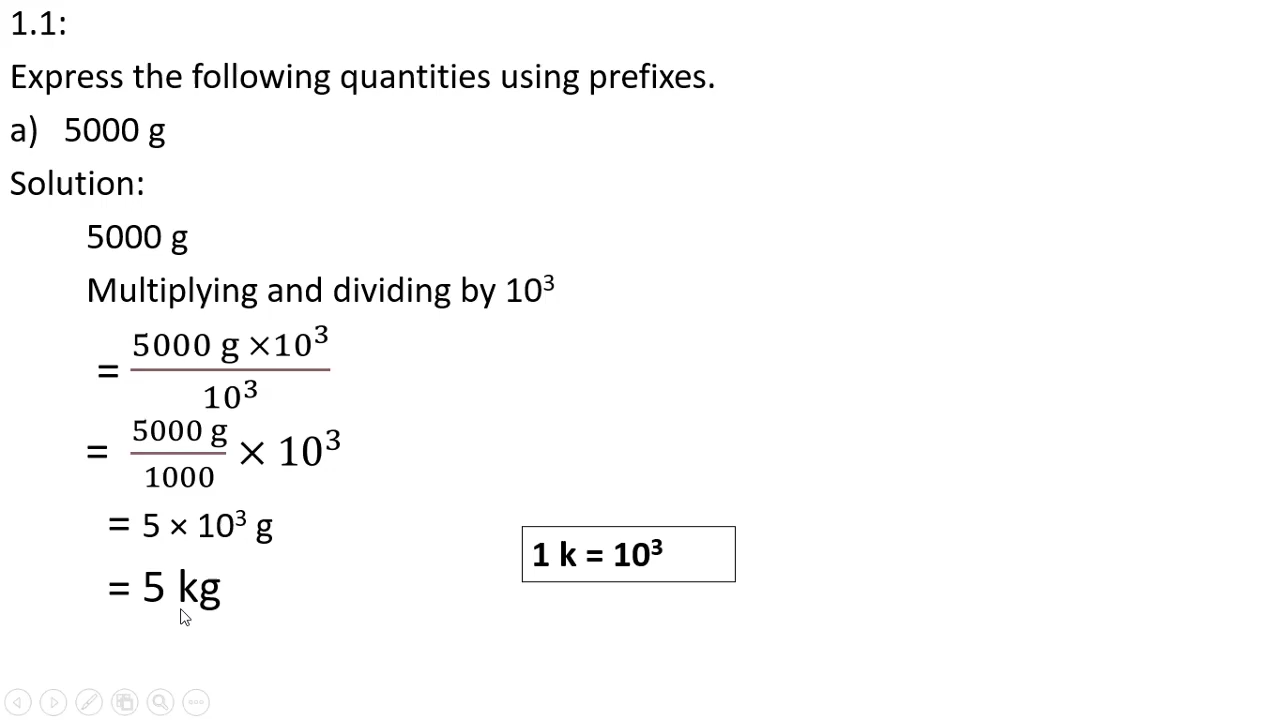 1.1:
Express the following quantities using prefixes.
a) 5000 g
Solution:
5000 g
Multiplying and dividing by 10³
= 5000 g ×10³ / 10³
= 5000 g / 1000 × 10³
= 5 × 10³ g
1 k = 10³
= 5 kg